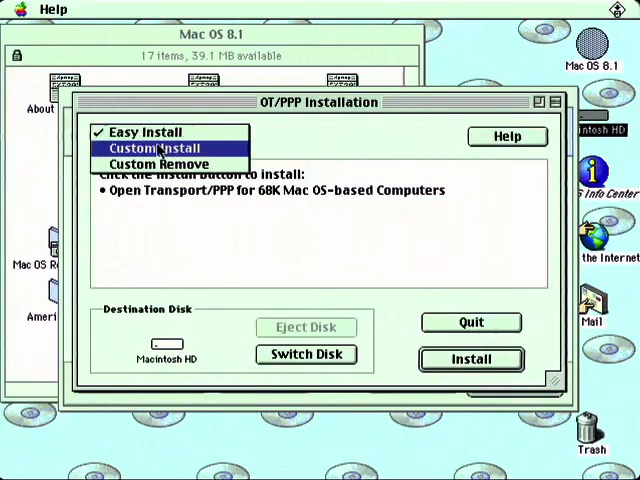 Help
Mac OS 8.1
17 items, 39.1 MB available
Mac OS 8.1
About
OT/PPP Installation
Easy Install
Custom Install
Custom Remove
Help
Click the Install button to install:
• Open Transport/PPP for 68K Mac OS-based Computers
intosh HD
Info Center
Mac OS R
the Internet
Ameri
Mail
Destination Disk
Eject Disk
Macintosh HD
Switch Disk
Quit
Install
Trash